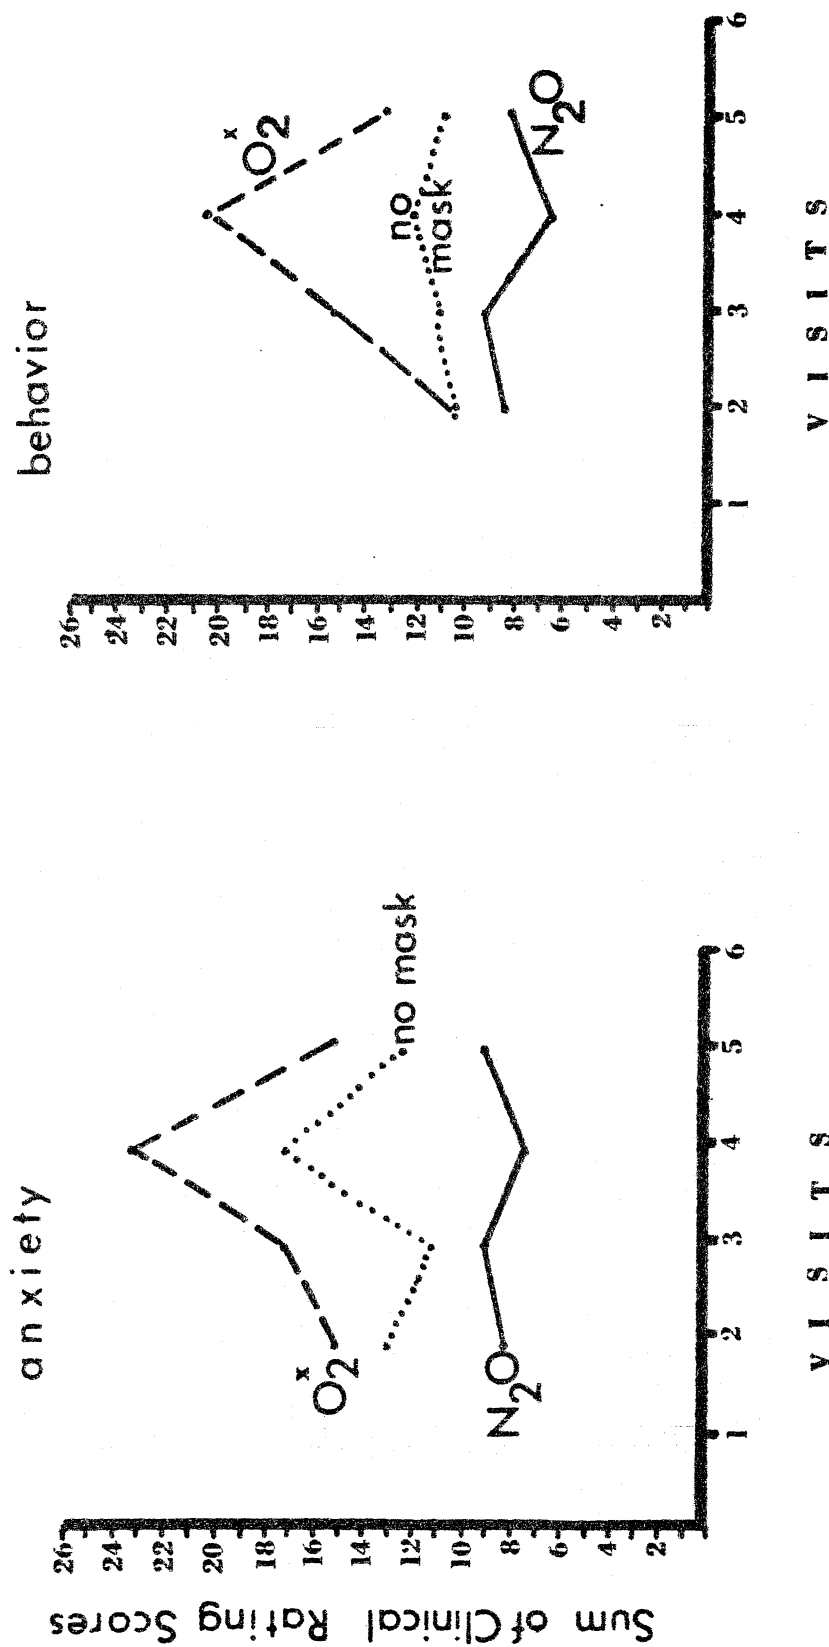 anxiety
Sum of Clinical Rating Scores
26
24
22
20
18
16
14
12
10
8
6
4
2
O2 x
no mask
N2O
1 2 3 4 5 6
VISITS
behavior
26
24
22
20
18
16
14
12
10
8
6
4
2
O2 x
no
mask
N2O
1 2 3 4 5 6
VISITS